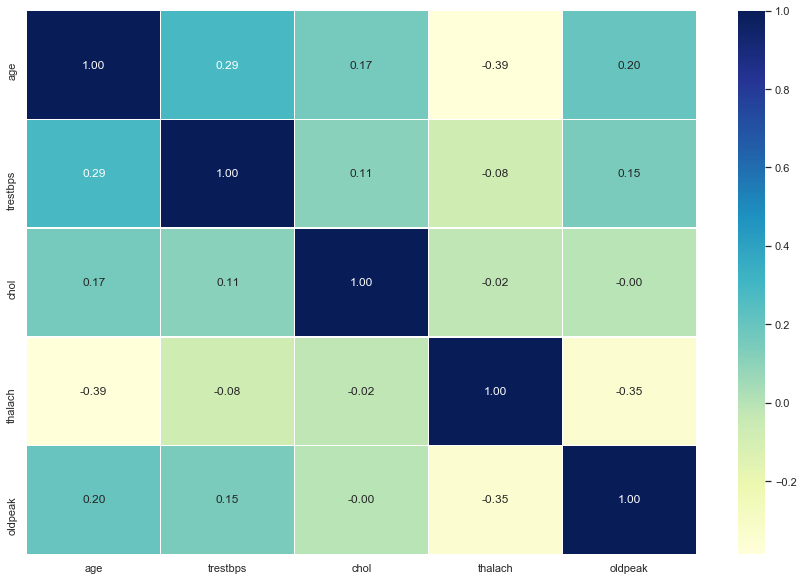 age 1.00 0.29 0.17 -0.39 0.20
trestbps 0.29 1.00 0.11 -0.08 0.15
chol 0.17 0.11 1.00 -0.02 -0.00
thalach -0.39 -0.08 -0.02 1.00 -0.35
oldpeak 0.20 0.15 -0.00 -0.35 1.00
age trestbps chol thalach oldpeak
1.0
0.8
0.6
0.4
0.2
0.0
−0.2